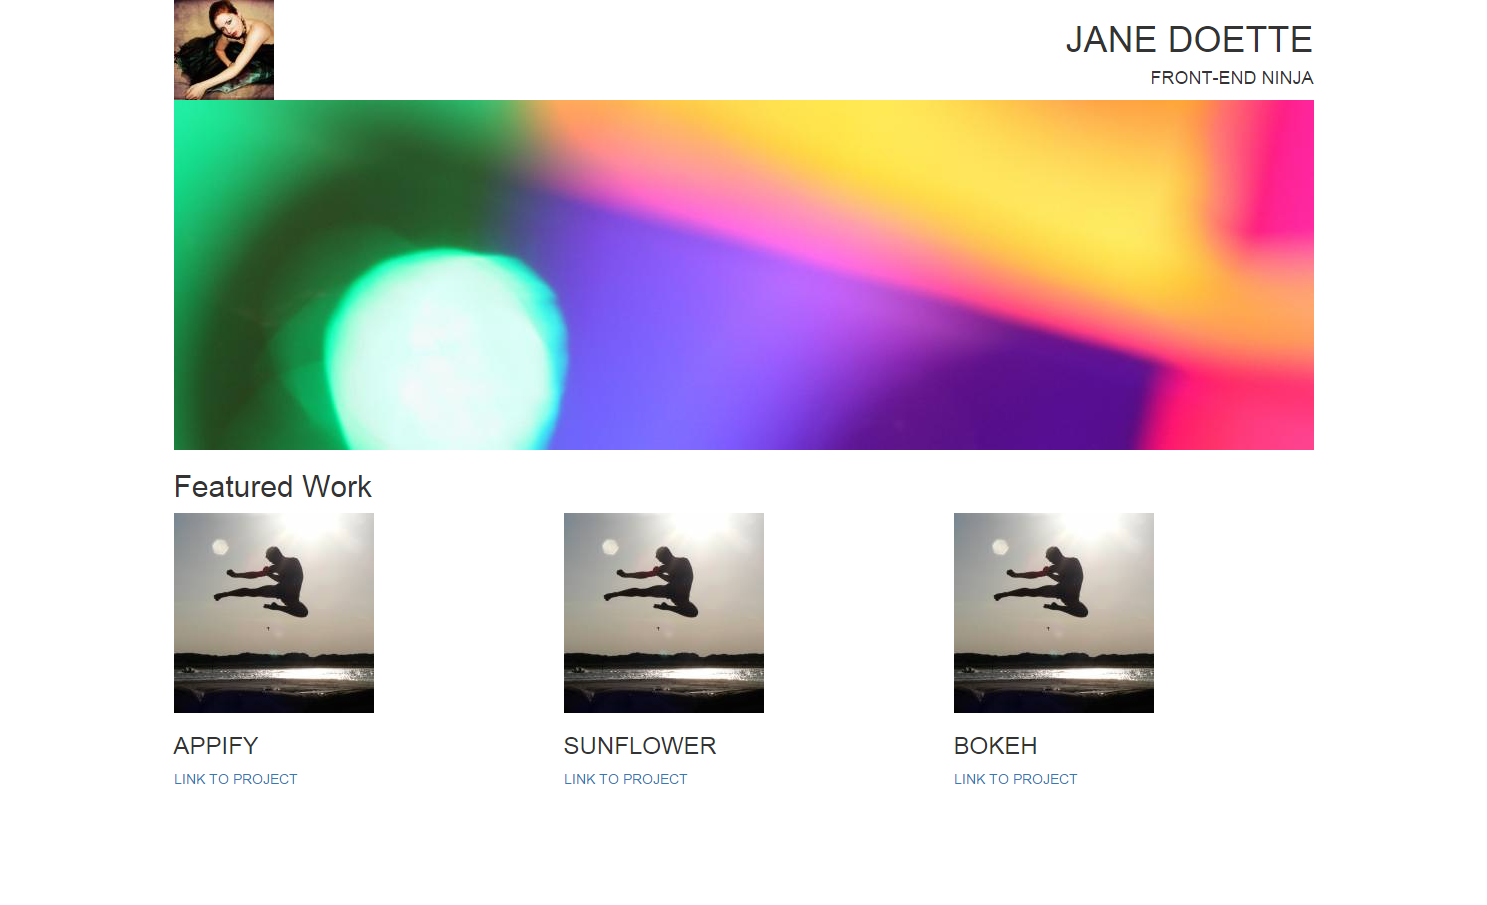 JANE DOETTE
FRONT-END NINJA
Featured Work
APPIFY
SUNFLOWER
BOKEH
LINK TO PROJECT
LINK TO PROJECT
LINK TO PROJECT